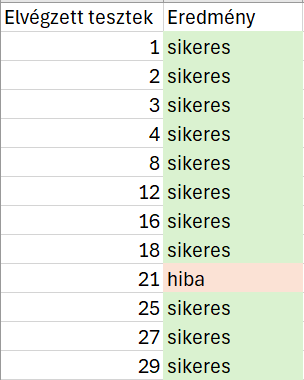 Elvégzett tesztek Eredmény
1 sikeres
2 sikeres
3 sikeres
4 sikeres
8 sikeres
12 sikeres
16 sikeres
18 sikeres
21 hiba
25 sikeres
27 sikeres
29 sikeres